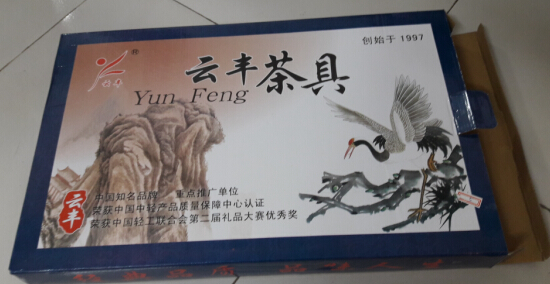 创始于 1997
云丰茶具
Yun Feng
云丰
中国知名品牌 重点推广单位
荣获中国中轻产品质量保障中心认证
荣获中国轻工联合会第二届礼品大赛优秀奖